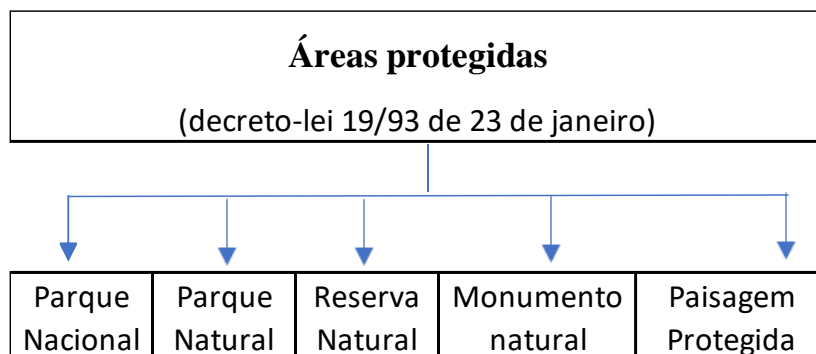 Áreas protegidas
(decreto-lei 19/93 de 23 de janeiro)
Parque Nacional
Parque Natural
Reserva Natural
Monumento natural
Paisagem Protegida